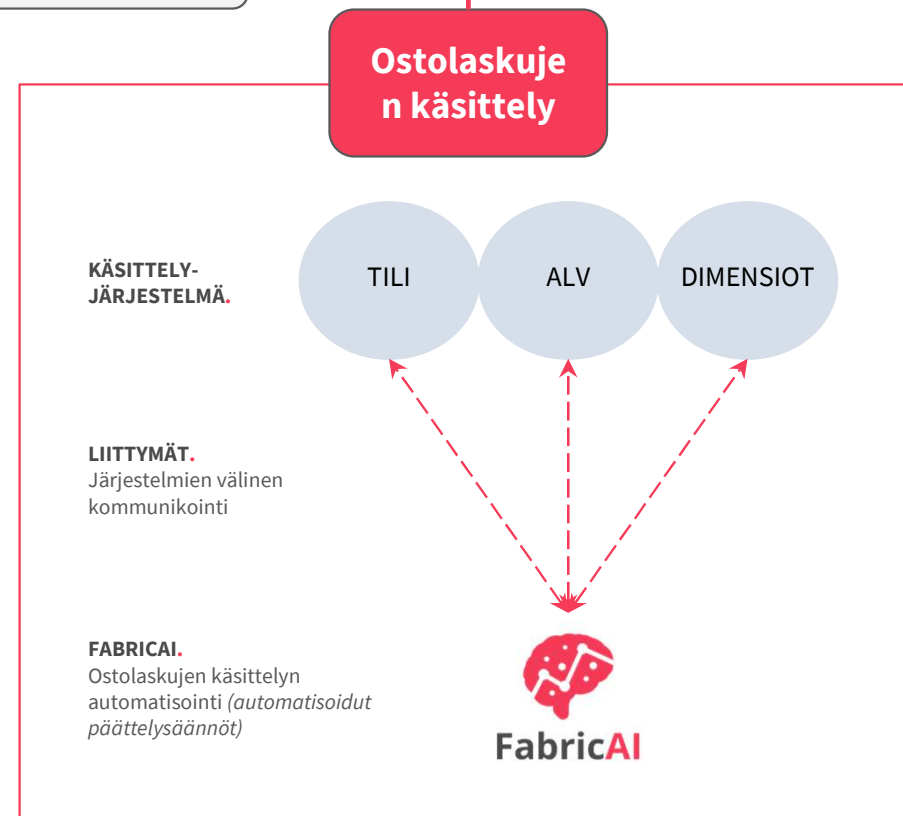 Ostolaskuje
n käsittely
KÄSITTELY-
JÄRJESTELMÄ.
TILI
ALV
DIMENSIOT
LIITTYMÄT.
Järjestelmien välinen
kommunikointi
FABRICAI.
Ostolaskujen käsittelyn
automatisointi (automatisoidut
päättelysäännöt)
FabricAI